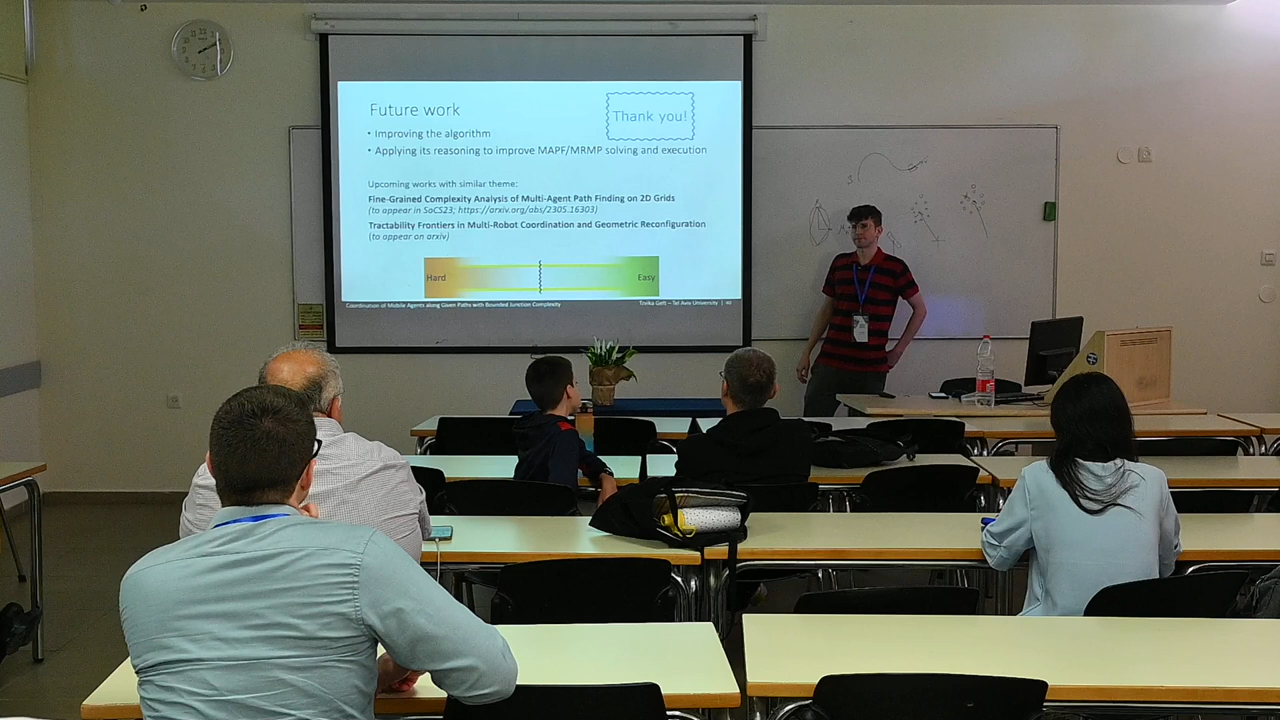 Future work
Thank you!
• Improving the algorithm
• Applying its reasoning to improve MAPF/MRMP solving and execution
Upcoming works with similar theme:
Fine-Grained Complexity Analysis of Multi-Agent Path Finding on 2D Grids
(to appear in SoCS23; https://arxiv.org/abs/2305.16303)
Tractability Frontiers in Multi-Robot Coordination and Geometric Reconfiguration
(to appear on arxiv)
Hard
Easy
Coordination of Mobile Agents along Given Paths with Bounded Junction Complexity
Tzvika Geft – Tel Aviv University | 40